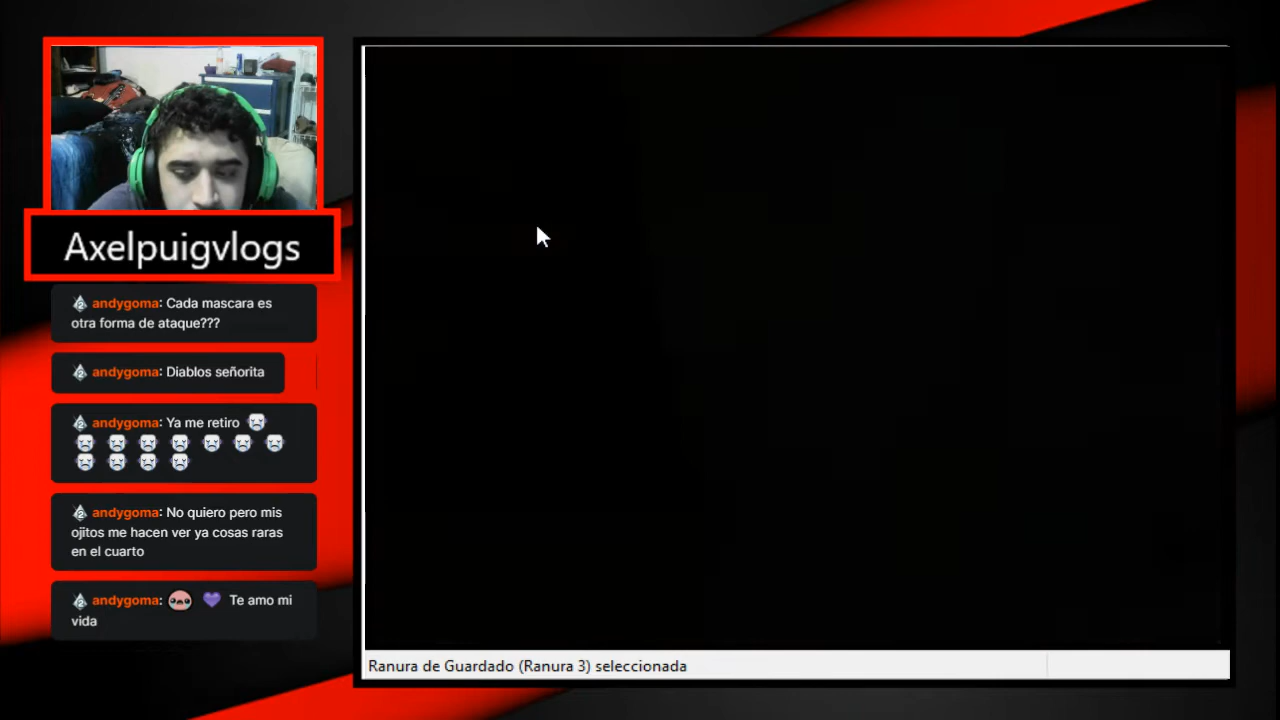 Axelpuigvlogs
andygoma: Cada mascara es
otra forma de ataque???
andygoma: Diablos señorita
andygoma: Ya me retiro
andygoma: No quiero pero mis
ojitos me hacen ver ya cosas raras
en el cuarto
andygoma: Te amo mi
vida
Ranura de Guardado (Ranura 3) seleccionada